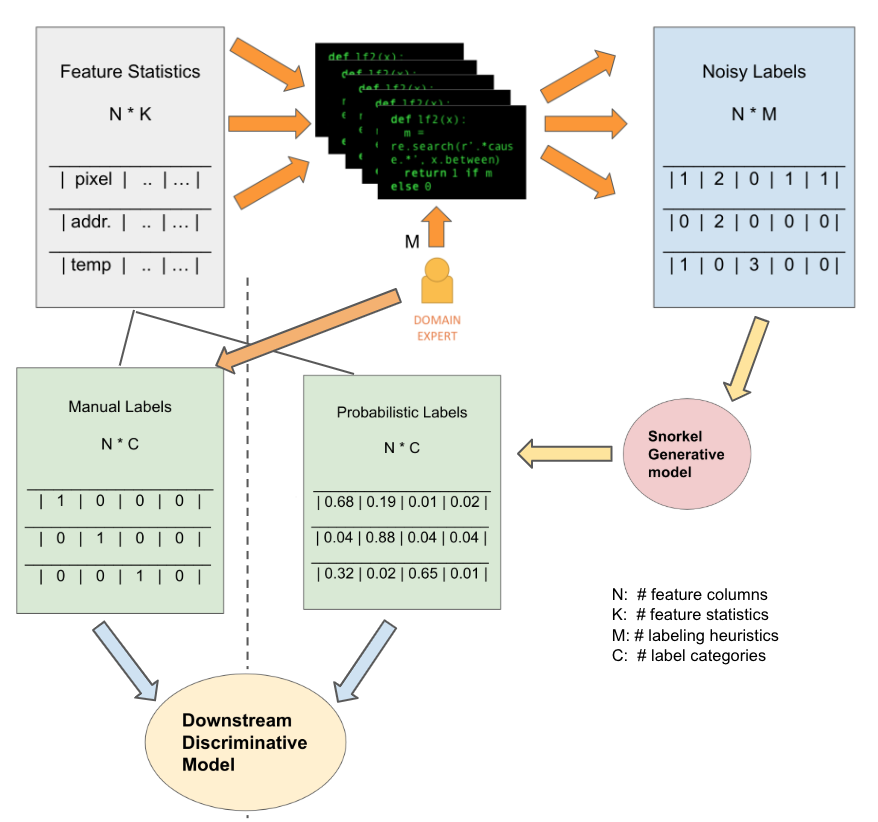 Feature Statistics
N * K
| pixel | .. | ... |
| addr. | .. | ... |
| temp | .. | ... |
def lf2(x):
def lf2(x):
def lf2(x):
def lf2(x):
m =
re.search(r'.*caus
e.*', x.between)
return 1 if m
else 0
M
DOMAIN
EXPERT
Noisy Labels
N * M
| 1 | 2 | 0 | 1 | 1 |
| 0 | 2 | 0 | 0 | 0 |
| 1 | 0 | 3 | 0 | 0 |
Manual Labels
N * C
| 1 | 0 | 0 | 0 |
| 0 | 1 | 0 | 0 |
| 0 | 0 | 1 | 0 |
Probabilistic Labels
N * C
| 0.68 | 0.19 | 0.01 | 0.02 |
| 0.04 | 0.88 | 0.04 | 0.04 |
| 0.32 | 0.02 | 0.65 | 0.01 |
Snorkel
Generative
model
N: # feature columns
K: # feature statistics
M: # labeling heuristics
C: # label categories
Downstream
Discriminative
Model